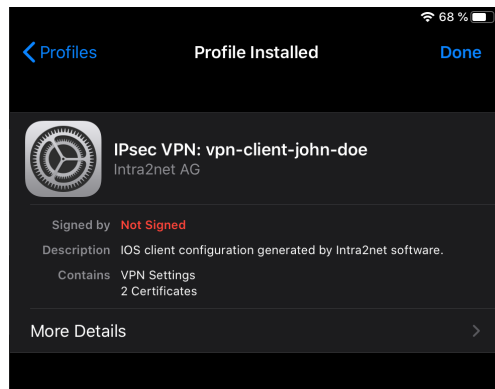 68 %
Profiles
Profile Installed
Done
IPsec VPN: vpn-client-john-doe
Intra2net AG
Signed by Not Signed
Description IOS client configuration generated by Intra2net software.
Contains VPN Settings
2 Certificates
More Details